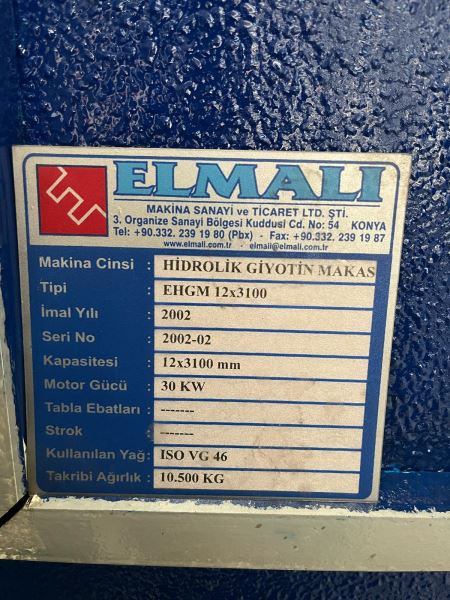 ELMALI
MAKİNA SANAYİ ve TİCARET LTD. ŞTİ.
3. Organize Sanayi Bölgesi Kuddusi Cd. No: 54 KONYA
Tel: +90.332. 239 19 80 (Pbx) - Fax: +90.332. 239 19 87
www.elmali.com.tr - elmali@elmali.com.tr
Makina Cinsi : HİDROLİK GİYOTİN MAKAS
Tipi : EHGM 12x3100
İmal Yılı : 2002
Seri No : 2002-02
Kapasitesi : 12x3100 mm
Motor Gücü : 30 KW
Tabla Ebatları : -------
Strok : -------
Kullanılan Yağ: ISO VG 46
Takribi Ağırlık : 10.500 KG